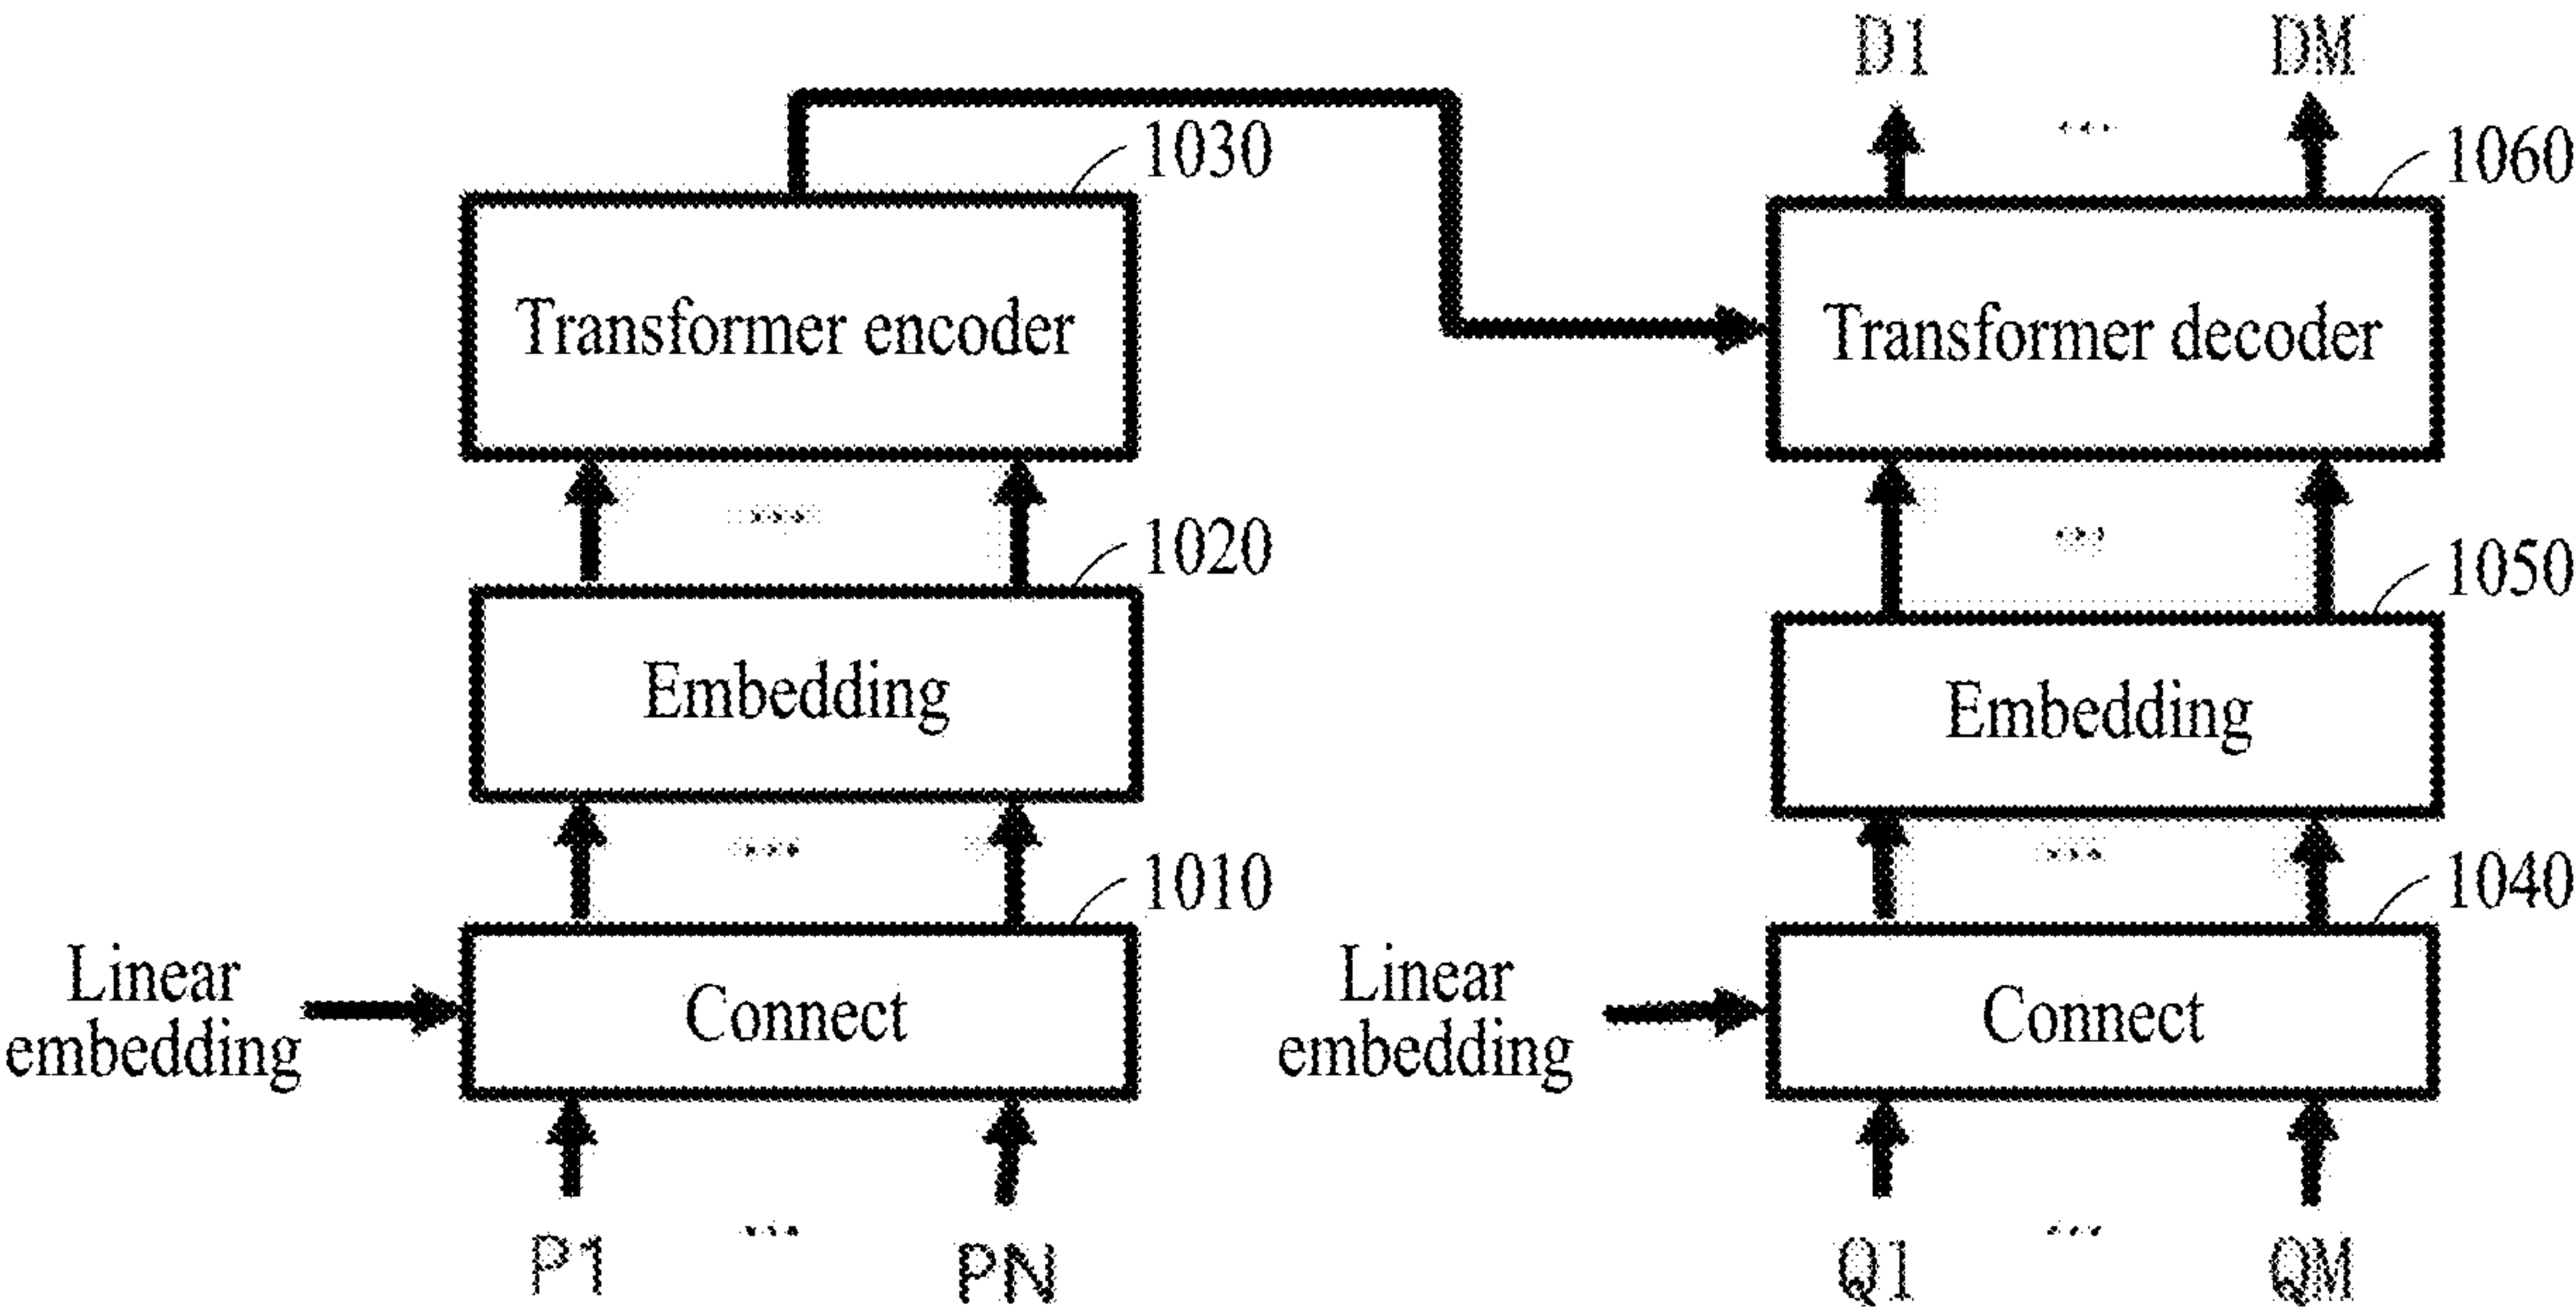 D1 ... DM
1030
1060
Transformer encoder
Transformer decoder
...
...
1020
1050
Embedding
Embedding
...
...
1010
1040
Linear
embedding
Connect
Linear
embedding
Connect
P1 ... PN
Q1 ... QM